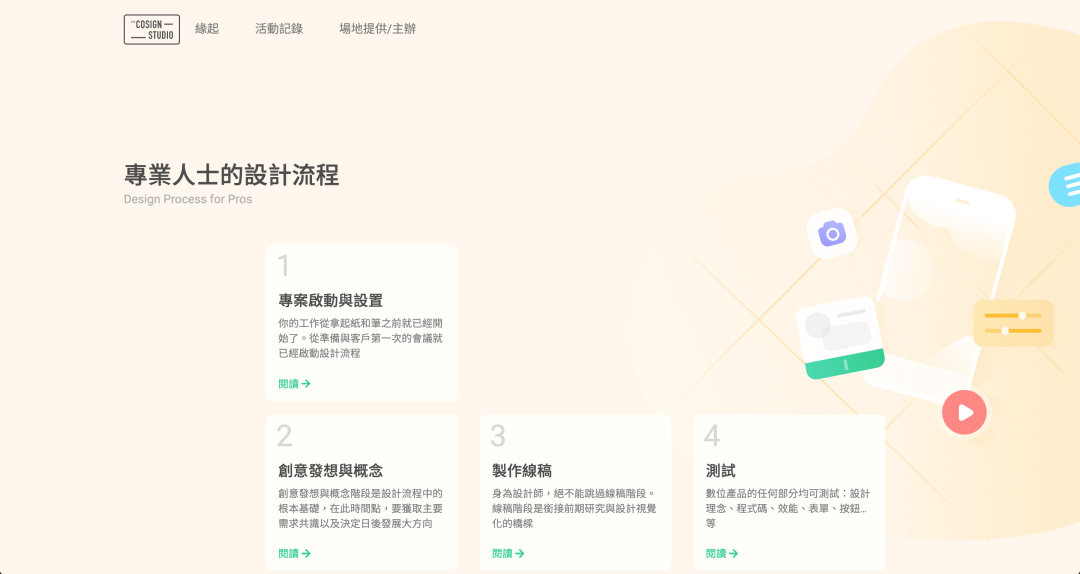 THE COSIGN
STUDIO
緣起
活動記錄
場地提供/主辦
專業人士的設計流程
Design Process for Pros
1
專案啟動與設置
你的工作從拿起紙和筆之前就已經開
始了。從準備與客戶第一次的會議就
已經啟動設計流程
閱讀
2
創意發想與概念
創意發想與概念階段是設計流程中的
根本基礎，在此時間點，要獲取主要
需求共識以及決定日後發展大方向
閱讀
3
製作線稿
身為設計師，絕不能跳過線稿階段。
線稿階段是銜接前期研究與設計視覺
化的橋樑
閱讀
4
測試
數位產品的任何部分均可測試：設計
理念、程式碼、效能、表單、按鈕...
等
閱讀